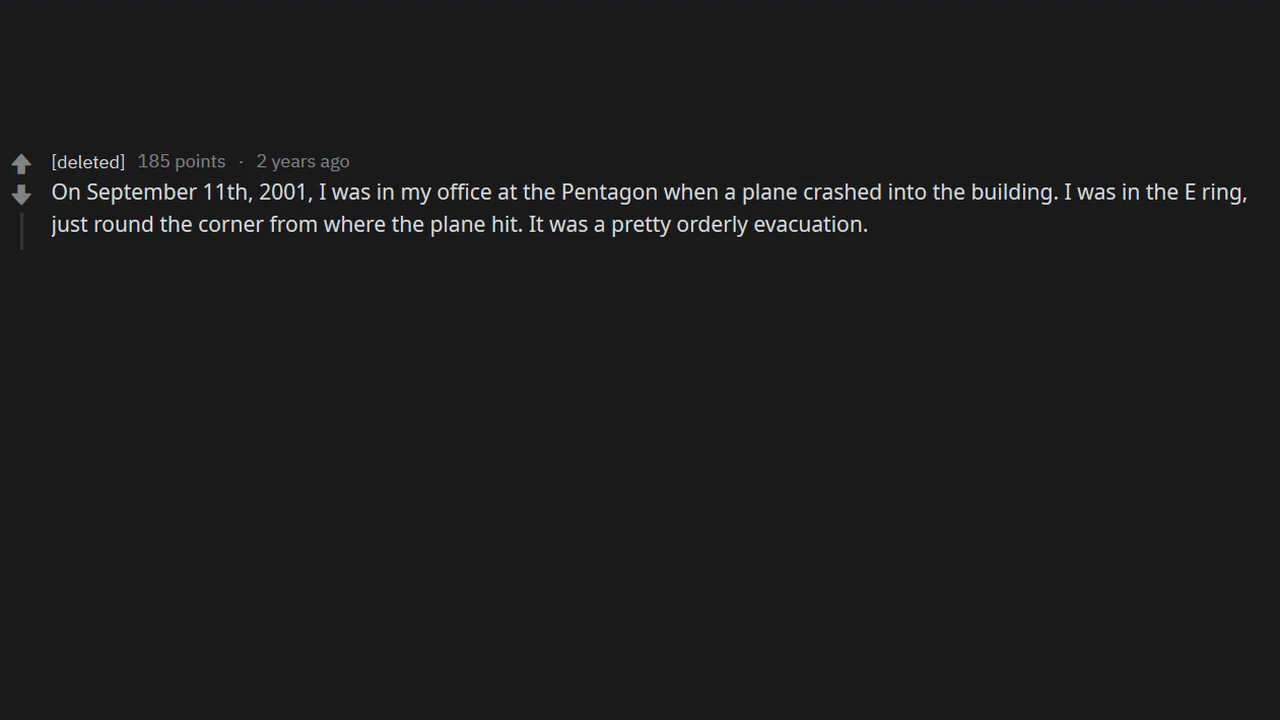 [deleted] 185 points · 2 years ago
On September 11th, 2001, I was in my office at the Pentagon when a plane crashed into the building. I was in the E ring,
just round the corner from where the plane hit. It was a pretty orderly evacuation.